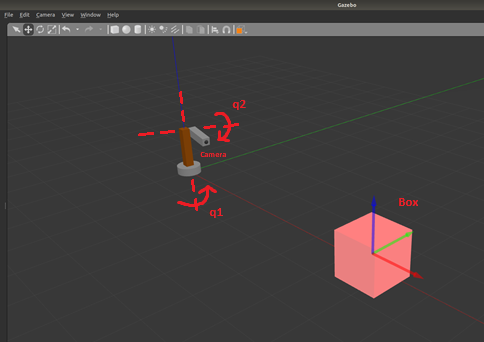 Gazebo
File Edit Camera View Window Help
q2
Camera
q1
Box